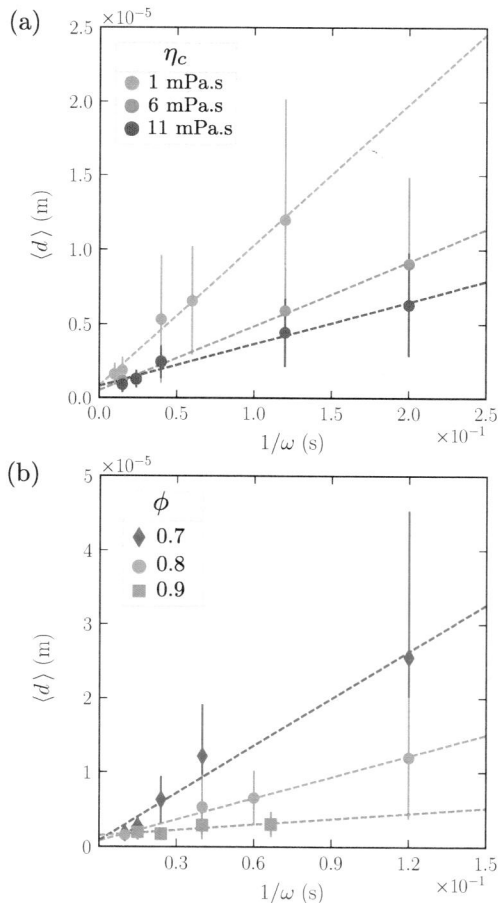 (a)
×10⁻⁵
2.5
2.0
1.5
1.0
0.5
0.0
⟨d⟩ (m)
η_c
1 mPa.s
6 mPa.s
11 mPa.s
0.0 0.5 1.0 1.5 2.0 2.5
×10⁻¹
1/ω (s)
(b)
×10⁻⁵
5
4
3
2
1
0
⟨d⟩ (m)
ϕ
0.7
0.8
0.9
0.3 0.6 0.9 1.2 1.5
×10⁻¹
1/ω (s)